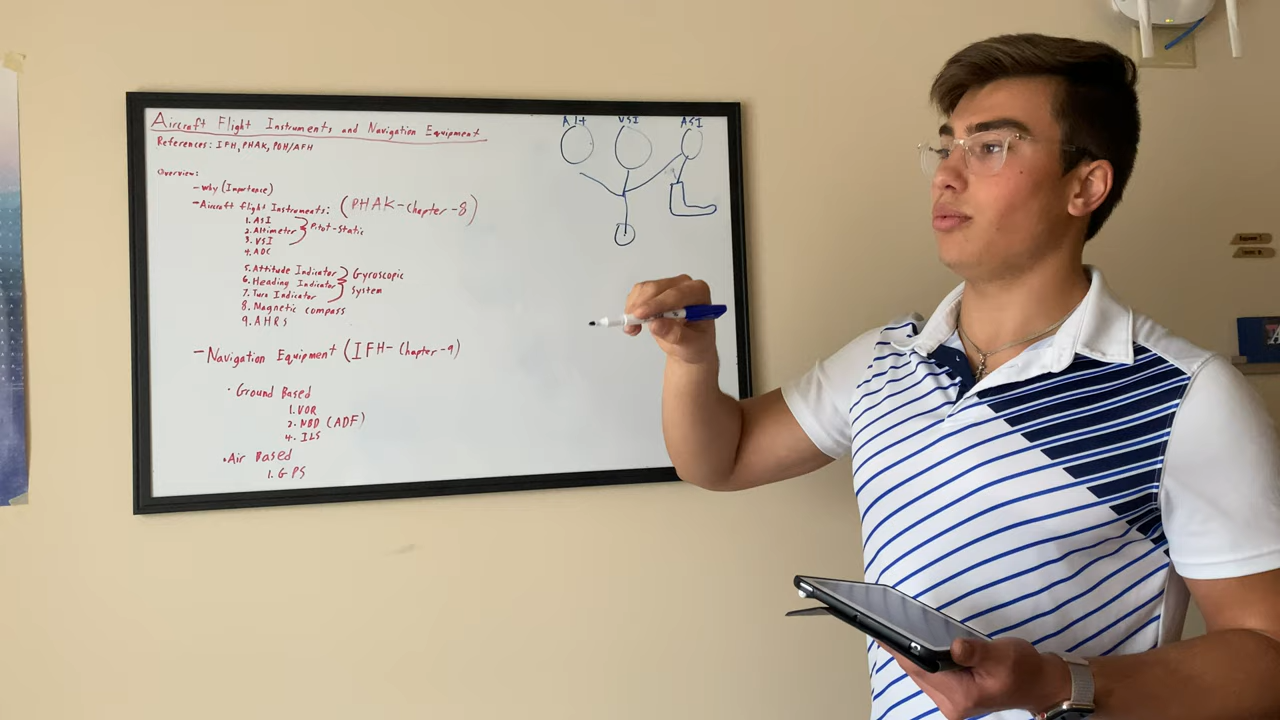 Aircraft Flight Instruments and Navigation Equipment
References: IFH, PHAK, POH/AFH
Overview:
- Why (Importance)
- Aircraft flight Instruments: (PHAK - Chapter - 8)
1. ASI
2. Altimeter
3. VSI
Pitot-Static
4. ADC
5. Attitude Indicator
6. Heading Indicator
7. Turn Indicator
Gyroscopic
System
8. Magnetic compass
9. AHRS
- Navigation Equipment (IFH - Chapter - 9)
· Ground Based
1. VOR
2. NBD (ADF)
4. ILS
· Air Based
1. GPS
Alt VSI ASI